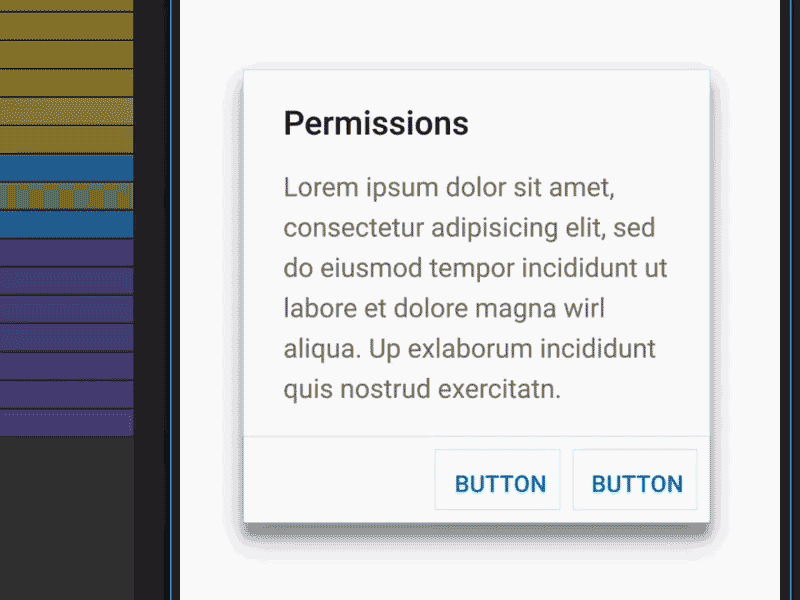 Permissions
Lorem ipsum dolor sit amet,
consectetur adipisicing elit, sed
do eiusmod tempor incididunt ut
labore et dolore magna wirl
aliqua. Up exlaborum incididunt
quis nostrud exercitatn.
BUTTON BUTTON